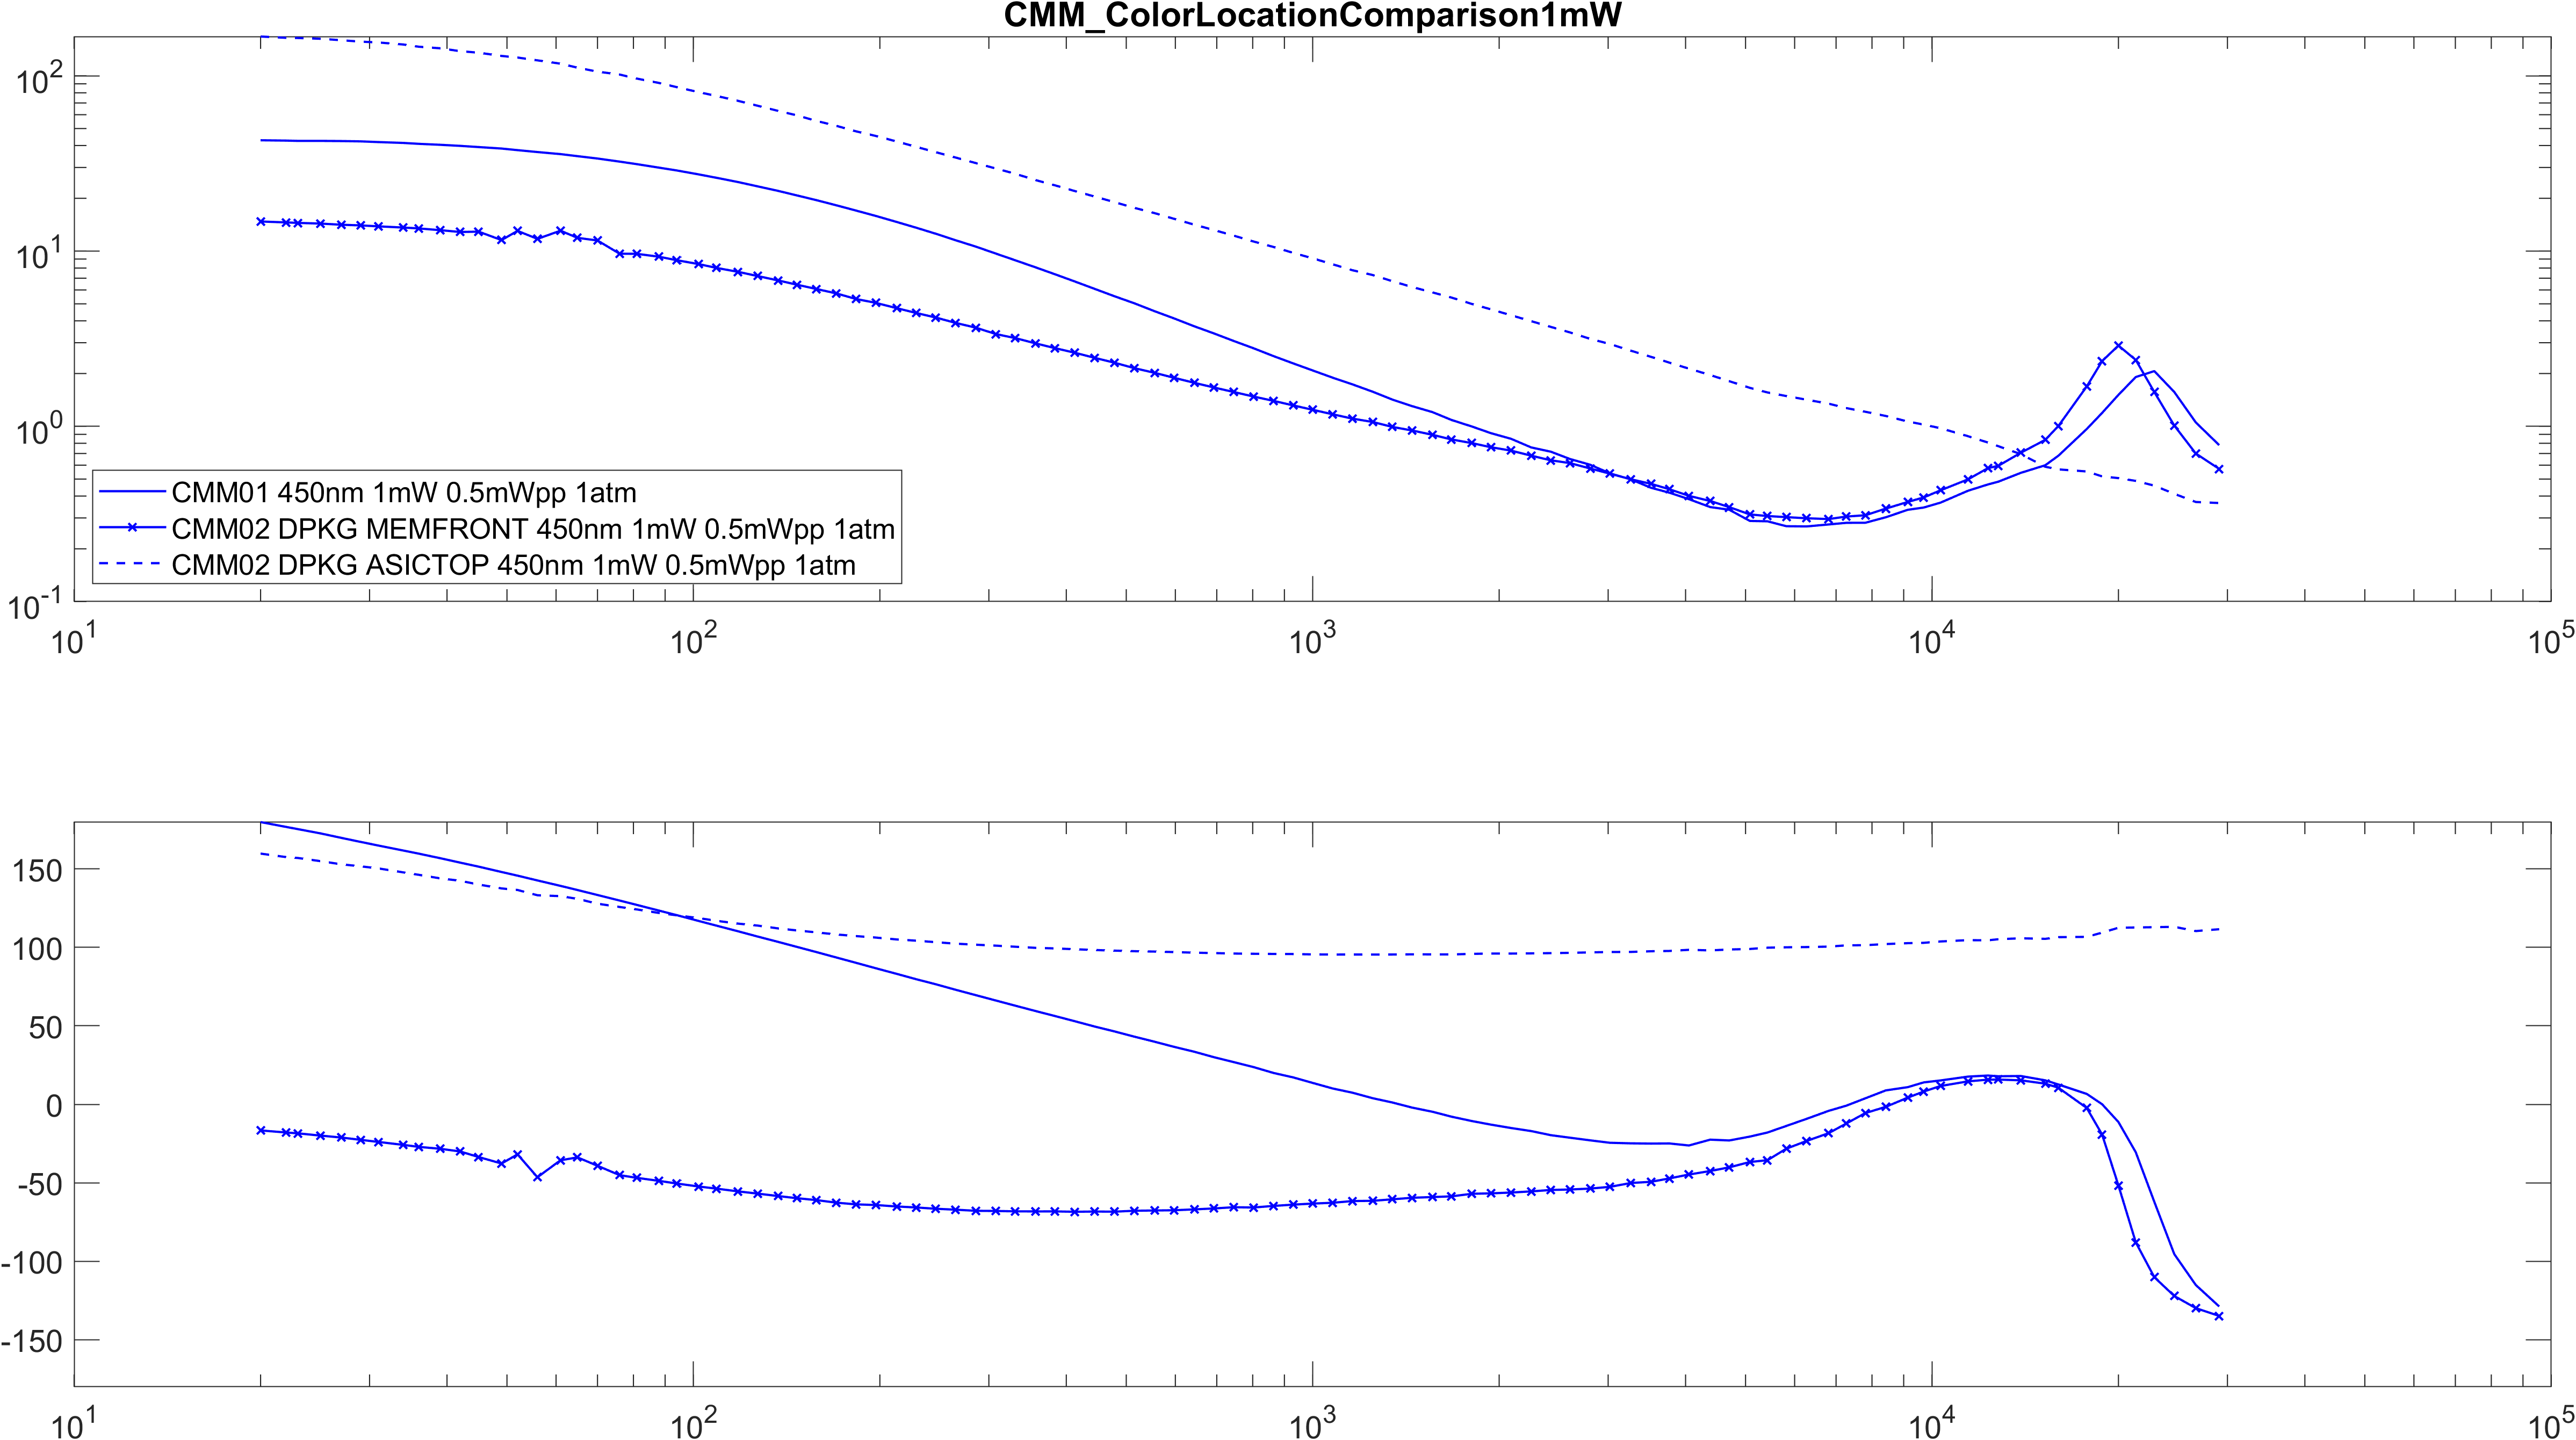 CMM_ColorLocationComparison1mW
10^2
10^1
10^0
10^-1
CMM01 450nm 1mW 0.5mWpp 1atm
CMM02 DPKG MEMFRONT 450nm 1mW 0.5mWpp 1atm
CMM02 DPKG ASICTOP 450nm 1mW 0.5mWpp 1atm
10^1 10^2 10^3 10^4 10^5
150
100
50
0
-50
-100
-150
10^1 10^2 10^3 10^4 10^5